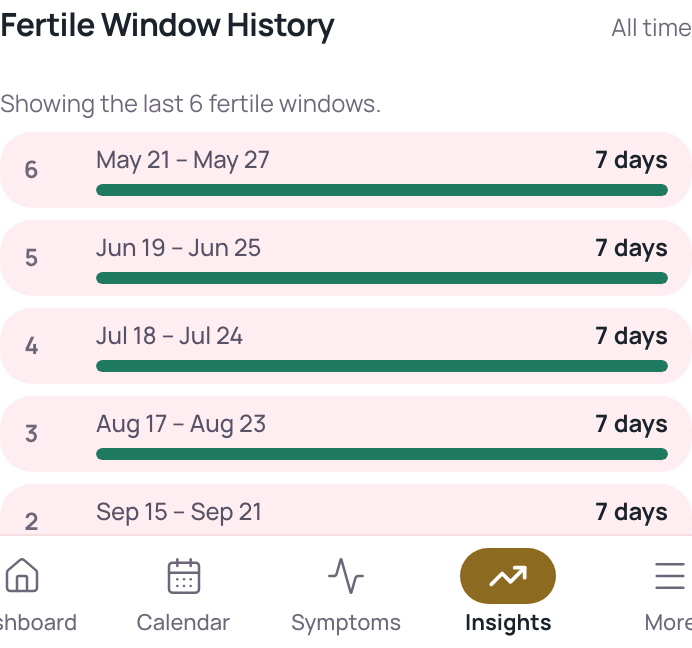 Fertile Window History
All time
Showing the last 6 fertile windows.
6
May 21 – May 27
7 days
5
Jun 19 – Jun 25
7 days
4
Jul 18 – Jul 24
7 days
3
Aug 17 – Aug 23
7 days
2
Sep 15 – Sep 21
7 days
shboard
Calendar
Symptoms
Insights
More